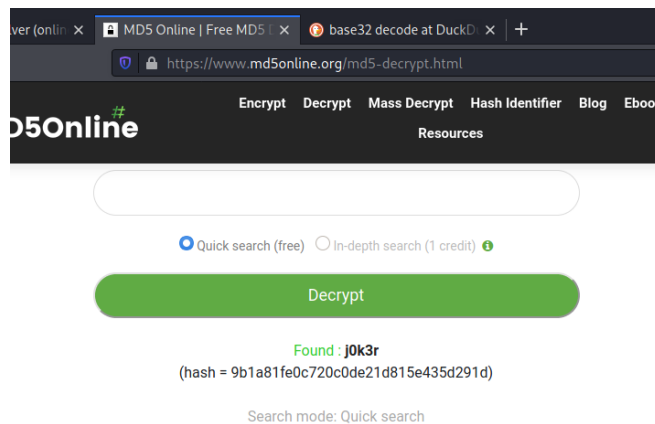 lver (onlin
MD5 Online | Free MD5 D
base32 decode at DuckD
https://www.md5online.org/md5-decrypt.html
D5Online
#
Encrypt Decrypt Mass Decrypt Hash Identifier Blog Eboo
Resources
Quick search (free) In-depth search (1 credit)
Decrypt
Found : j0k3r
(hash = 9b1a81fe0c720c0de21d815e435d291d)
Search mode: Quick search